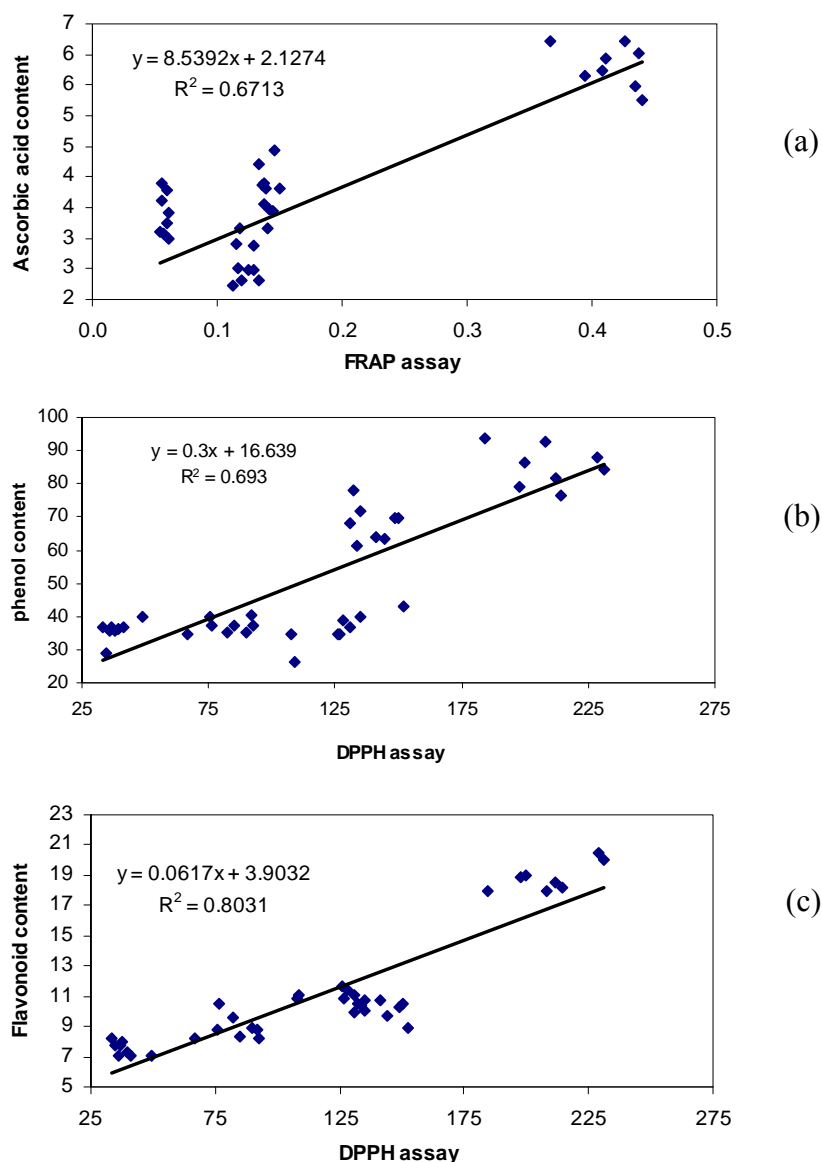 7
6
6
5
5
4
4
3
3
2
Ascorbic acid content
y = 8.5392x + 2.1274
R² = 0.6713
0.0 0.1 0.2 0.3 0.4 0.5
FRAP assay
(a)
100
90
80
70
60
50
40
30
20
phenol content
y = 0.3x + 16.639
R² = 0.693
25 75 125 175 225 275
DPPH assay
(b)
23
21
19
17
15
13
11
9
7
5
Flavonoid content
y = 0.0617x + 3.9032
R² = 0.8031
25 75 125 175 225 275
DPPH assay
(c)